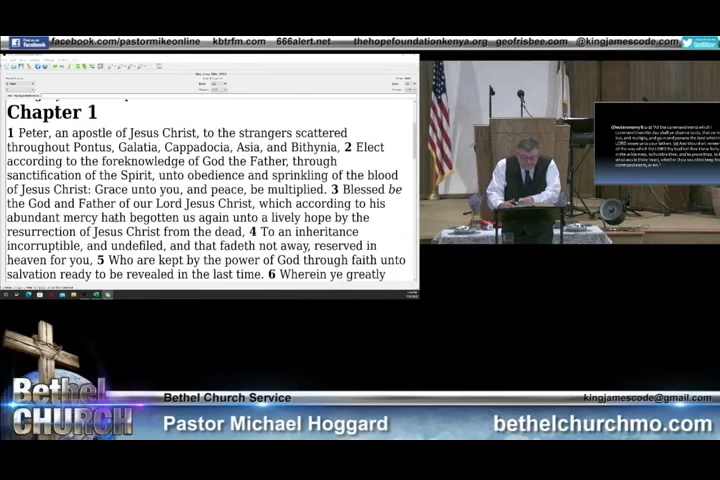 facebook.com/pastormikeonline kbtrfm.com 666alert.net thehopefoundationkenya.org geofrisbee.com @kingjamescode.com
facebook
twitter
Chapter 1
1 Peter, an apostle of Jesus Christ, to the strangers scattered
throughout Pontus, Galatia, Cappadocia, Asia, and Bithynia, 2 Elect
according to the foreknowledge of God the Father, through
sanctification of the Spirit, unto obedience and sprinkling of the blood
of Jesus Christ: Grace unto you, and peace, be multiplied. 3 Blessed be
the God and Father of our Lord Jesus Christ, which according to his
abundant mercy hath begotten us again unto a lively hope by the
resurrection of Jesus Christ from the dead, 4 To an inheritance
incorruptible, and undefiled, and that fadeth not away, reserved in
heaven for you, 5 Who are kept by the power of God through faith unto
salvation ready to be revealed in the last time. 6 Wherein ye greatly
Bethel
CHURCH
Bethel Church Service
kingjamescode@gmail.com
Pastor Michael Hoggard
bethelchurchmo.com